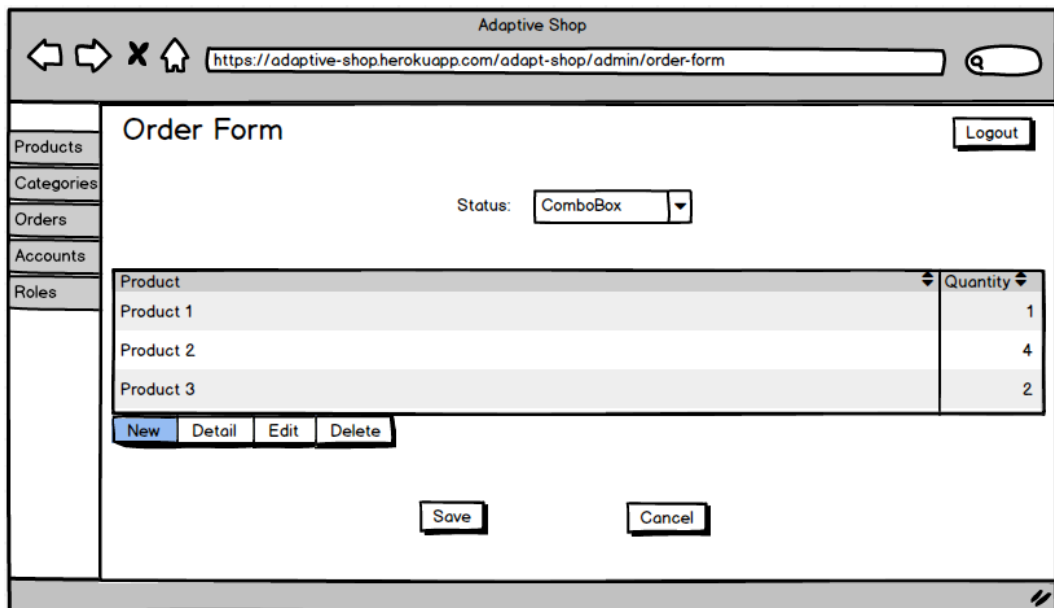 Adaptive Shop
https://adaptive-shop.herokuapp.com/adapt-shop/admin/order-form
Order Form
Logout
Products
Categories
Orders
Accounts
Roles
Status: ComboBox
Product Quantity
Product 1 1
Product 2 4
Product 3 2
New Detail Edit Delete
Save Cancel